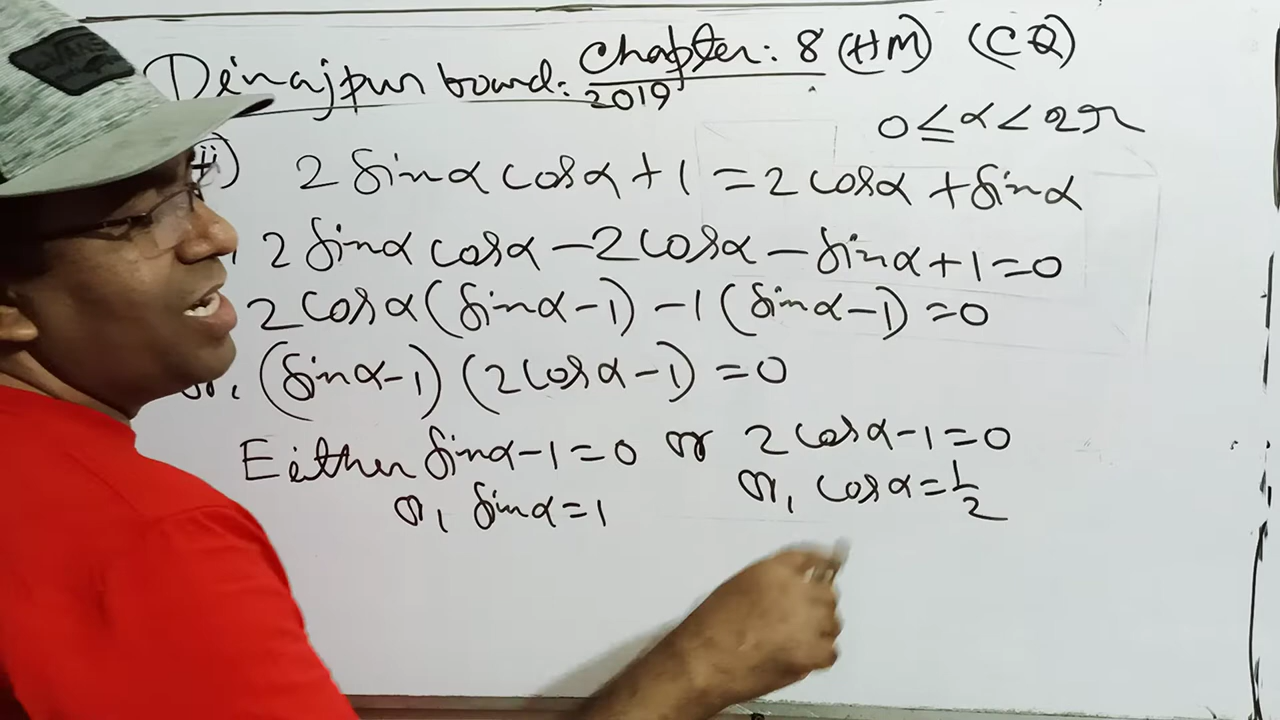 Dinajpur board: Chapter: 8 (HM) (CQ)
2019
0 ≤ α < 2π
ii) 2 sinα cosα + 1 = 2 cosα + sinα
2 sinα cosα − 2 cosα − sinα + 1 = 0
2 cosα (sinα − 1) − 1 (sinα − 1) = 0
or, (sinα − 1) (2 cosα − 1) = 0
Either sinα − 1 = 0 or 2 cosα − 1 = 0
or, sinα = 1 or, cosα = 1/2